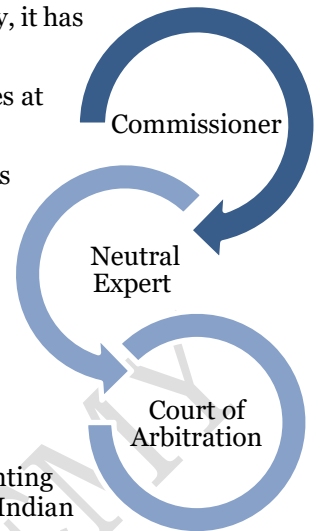 y, it has
es at
Commissioner
s
Neutral
Expert
Court of
Arbitration
nting
Indian